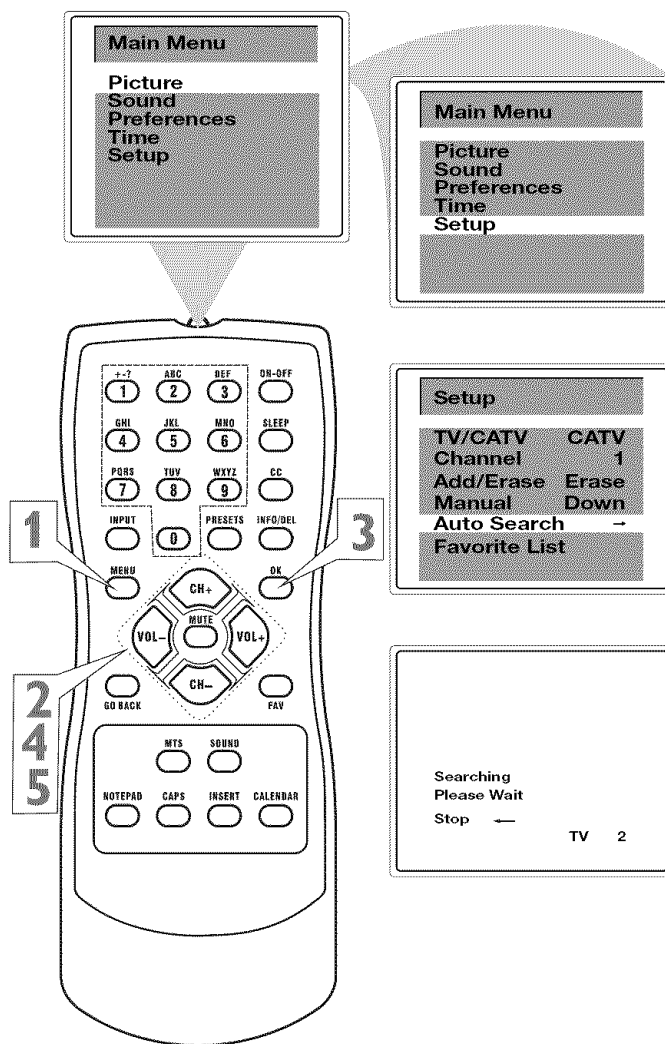 Main Menu
Picture
Sound
Preferences
Time
Setup
Main Menu
Picture
Sound
Preferences
Time
Setup
Setup
TV/CATV CATV
Channel 1
Add/Erase Erase
Manual Down
Auto Search →
Favorite List
Searching
Please Wait
Stop ←
TV 2
+-? ABC DEF ON-OFF
1 2 3
GHI JKL MNO SLEEP
4 5 6
PQRS TUV WXYZ CC
7 8 9
INPUT 0 PRESETS INFO/DEL
1 3
MENU CH+ OK
VOL- MUTE VOL+
CH-
2
4
5
GO BACK FAV
MTS SOUND
NOTEPAD CAPS INSERT CALENDAR